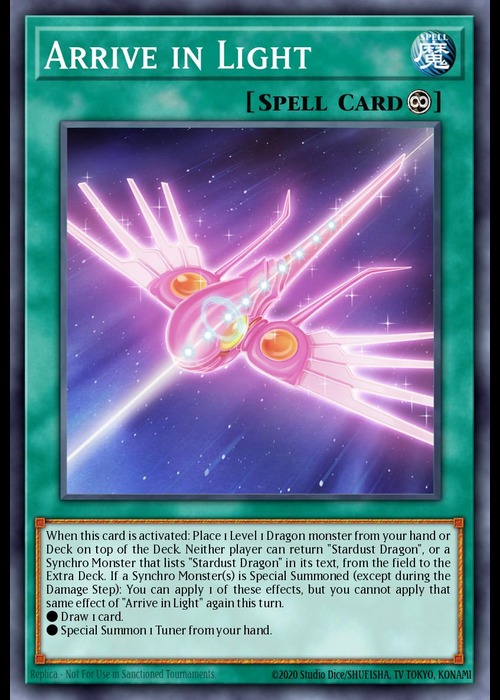 ARRIVE IN LIGHT
SPELL
魔
[SPELL CARD]
When this card is activated: Place 1 Level 1 Dragon monster from your hand or
Deck on top of the Deck. Neither player can return "Stardust Dragon", or a
Synchro Monster that lists "Stardust Dragon" in its text, from the field to the
Extra Deck. If a Synchro Monster(s) is Special Summoned (except during the
Damage Step): You can apply 1 of these effects, but you cannot apply that
same effect of "Arrive in Light" again this turn.
● Draw 1 card.
● Special Summon 1 Tuner from your hand.
Replica - Not For Use in Sanctioned Tournaments
©2020 Studio Dice/SHUEISHA, TV TOKYO, KONAMI